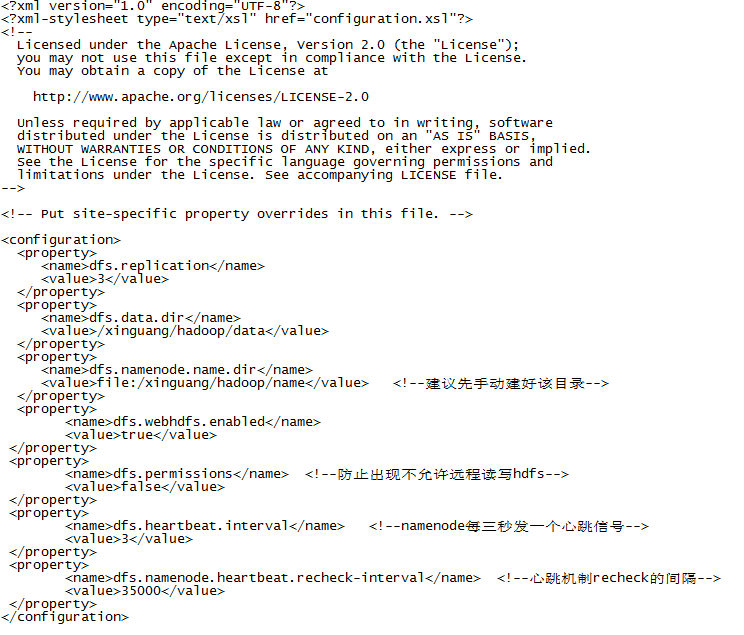 <?xml version="1.0" encoding="UTF-8"?>
<?xml-stylesheet type="text/xsl" href="configuration.xsl"?>
<!--
  Licensed under the Apache License, Version 2.0 (the "License");
  you may not use this file except in compliance with the License.
  You may obtain a copy of the License at

    http://www.apache.org/licenses/LICENSE-2.0

  Unless required by applicable law or agreed to in writing, software
  distributed under the License is distributed on an "AS IS" BASIS,
  WITHOUT WARRANTIES OR CONDITIONS OF ANY KIND, either express or implied.
  See the License for the specific language governing permissions and
  limitations under the License. See accompanying LICENSE file.
-->

<!-- Put site-specific property overrides in this file. -->

<configuration>
  <property>
     <name>dfs.replication</name>
     <value>3</value>
  </property>
  <property>
     <name>dfs.data.dir</name>
     <value>/xinguang/hadoop/data</value>
  </property>
  <property>
     <name>dfs.namenode.name.dir</name>
     <value>file:/xinguang/hadoop/name</value>   <!--建议先手动建好该目录-->
  </property>
  <property>
        <name>dfs.webhdfs.enabled</name>
        <value>true</value>
 </property>
 <property>
        <name>dfs.permissions</name>  <!--防止出现不允许远程读写hdfs-->
        <value>false</value>
 </property>
 <property>
        <name>dfs.heartbeat.interval</name>   <!--namenode每三秒发一个心跳信号-->
        <value>3</value>
 </property>
 <property>
        <name>dfs.namenode.heartbeat.recheck-interval</name>  <!--心跳机制recheck的间隔-->
        <value>35000</value>
 </property>
</configuration>